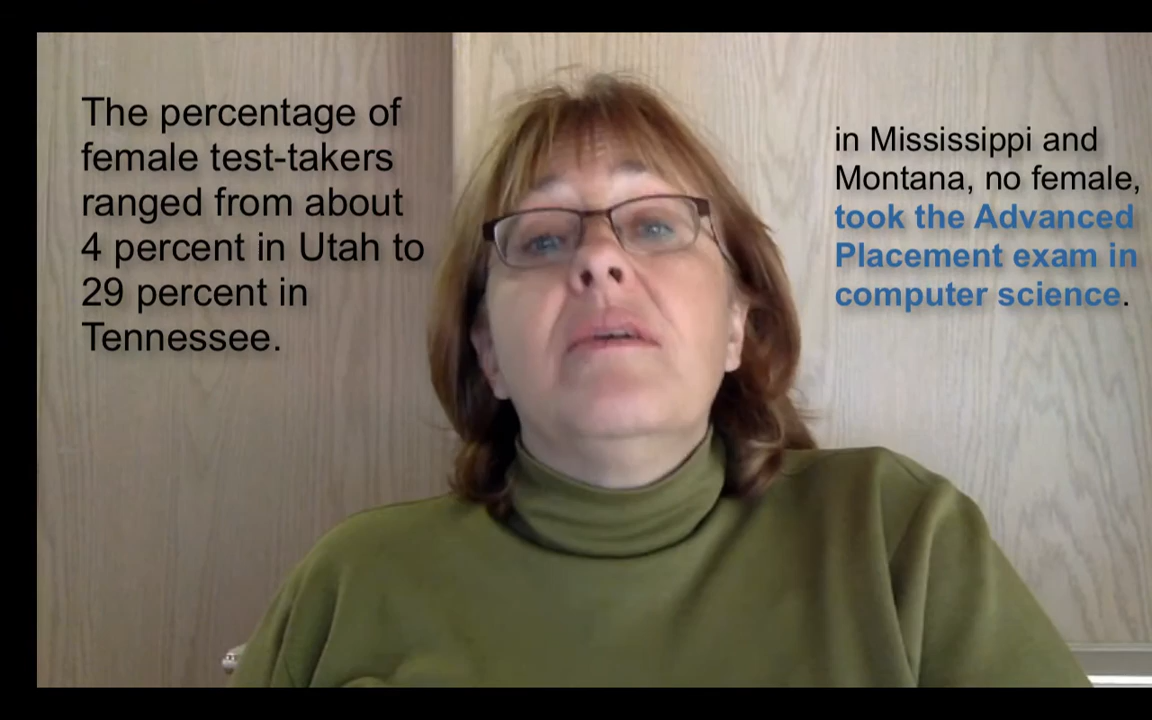 The percentage of
female test-takers
ranged from about
4 percent in Utah to
29 percent in
Tennessee.
in Mississippi and
Montana, no female,
took the Advanced
Placement exam in
computer science.